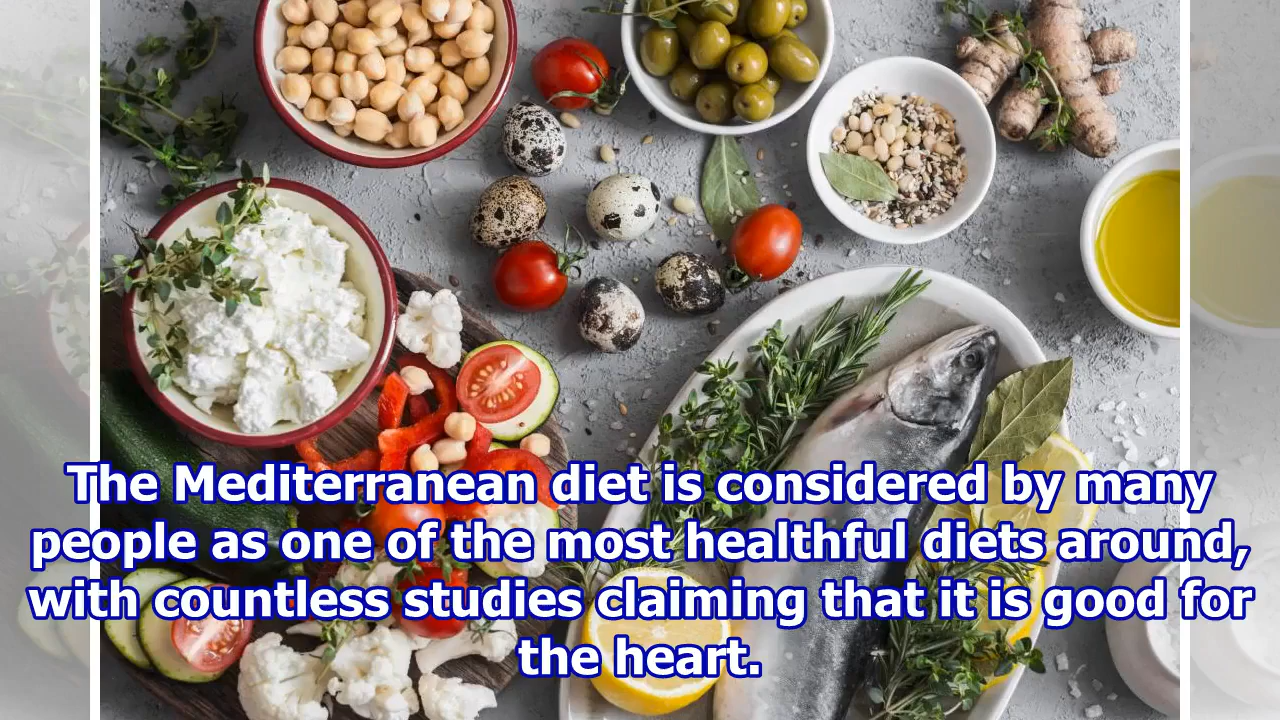 The Mediterranean diet is considered by many
people as one of the most healthful diets around,
with countless studies claiming that it is good for
the heart.